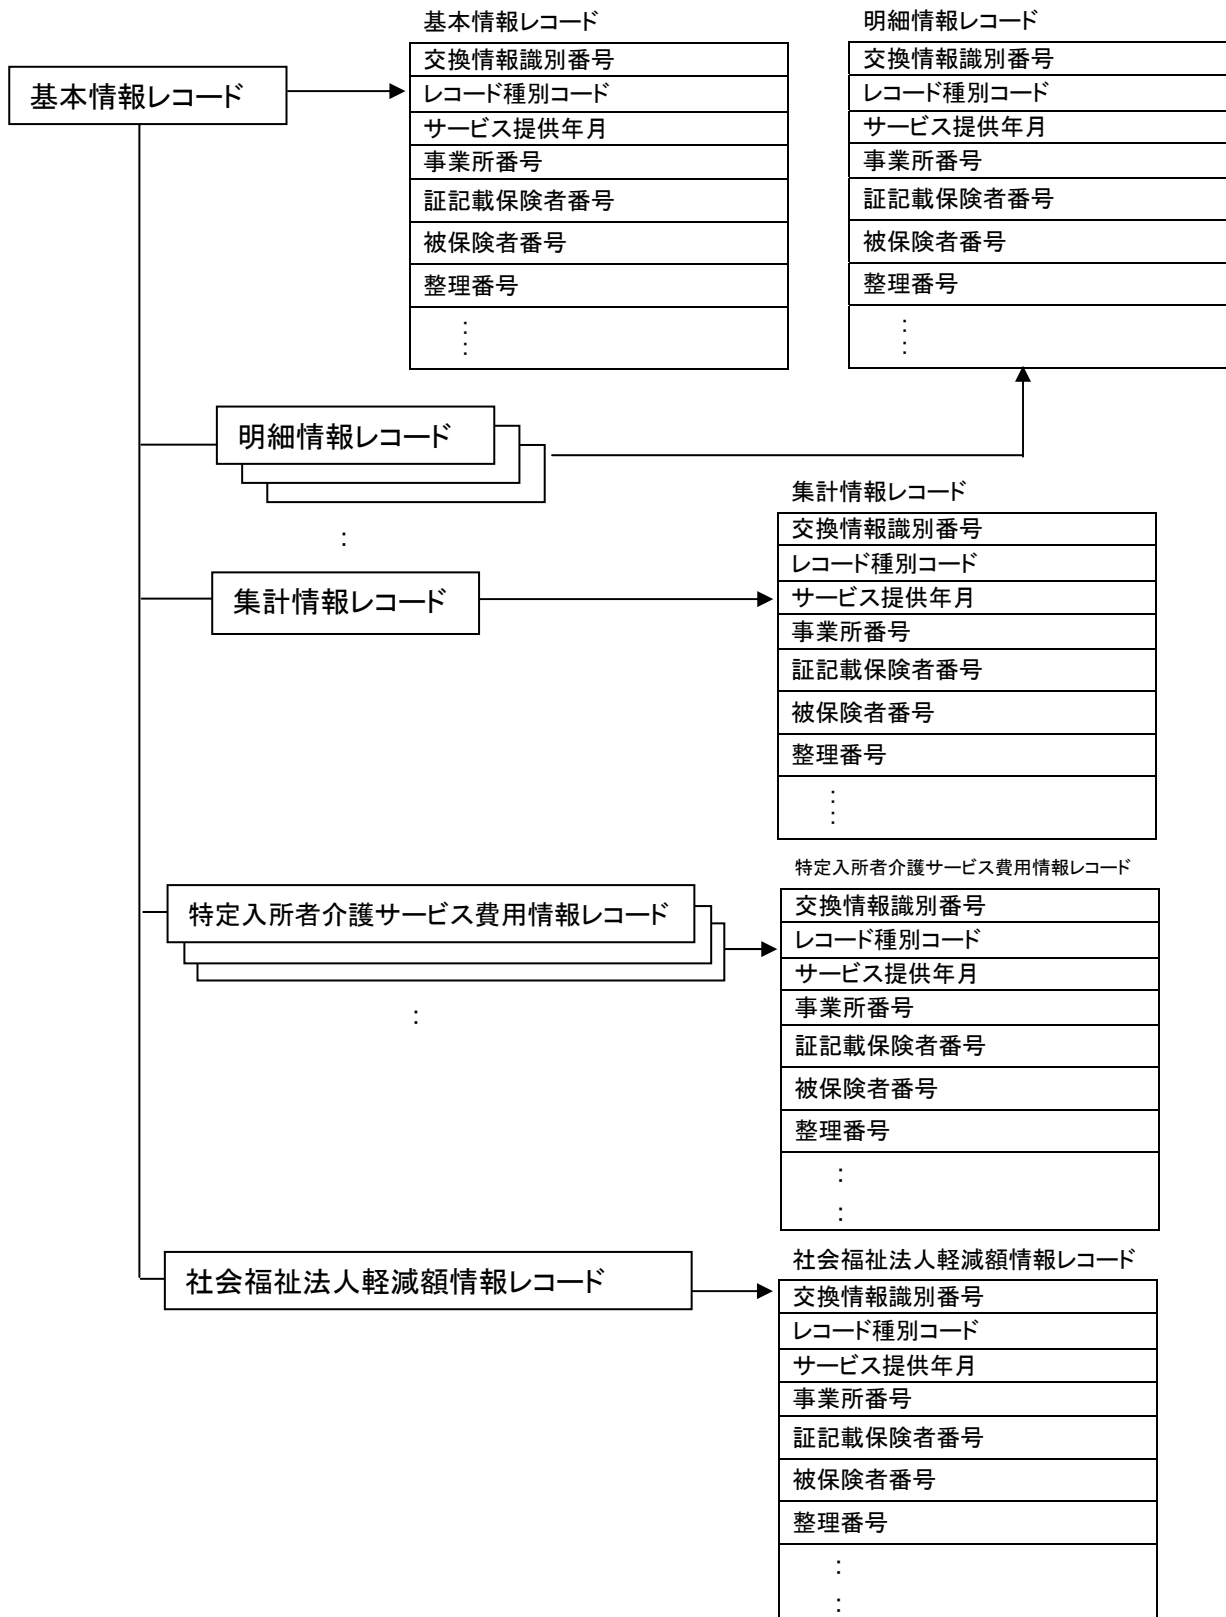 基本情報レコード
基本情報レコード
交換情報識別番号
レコード種別コード
サービス提供年月
事業所番号
証記載保険者番号
被保険者番号
整理番号
：
：
明細情報レコード
交換情報識別番号
レコード種別コード
サービス提供年月
事業所番号
証記載保険者番号
被保険者番号
整理番号
：
：
明細情報レコード
：
集計情報レコード
集計情報レコード
交換情報識別番号
レコード種別コード
サービス提供年月
事業所番号
証記載保険者番号
被保険者番号
整理番号
：
：
特定入所者介護サービス費用情報レコード
：
特定入所者介護サービス費用情報レコード
交換情報識別番号
レコード種別コード
サービス提供年月
事業所番号
証記載保険者番号
被保険者番号
整理番号
：
：
社会福祉法人軽減額情報レコード
社会福祉法人軽減額情報レコード
交換情報識別番号
レコード種別コード
サービス提供年月
事業所番号
証記載保険者番号
被保険者番号
整理番号
：
：